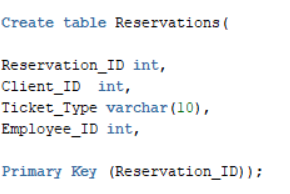 Create table Reservations(
Reservation_ID int,
Client_ID  int,
Ticket_Type varchar(10),
Employee_ID int,
Primary Key (Reservation_ID));